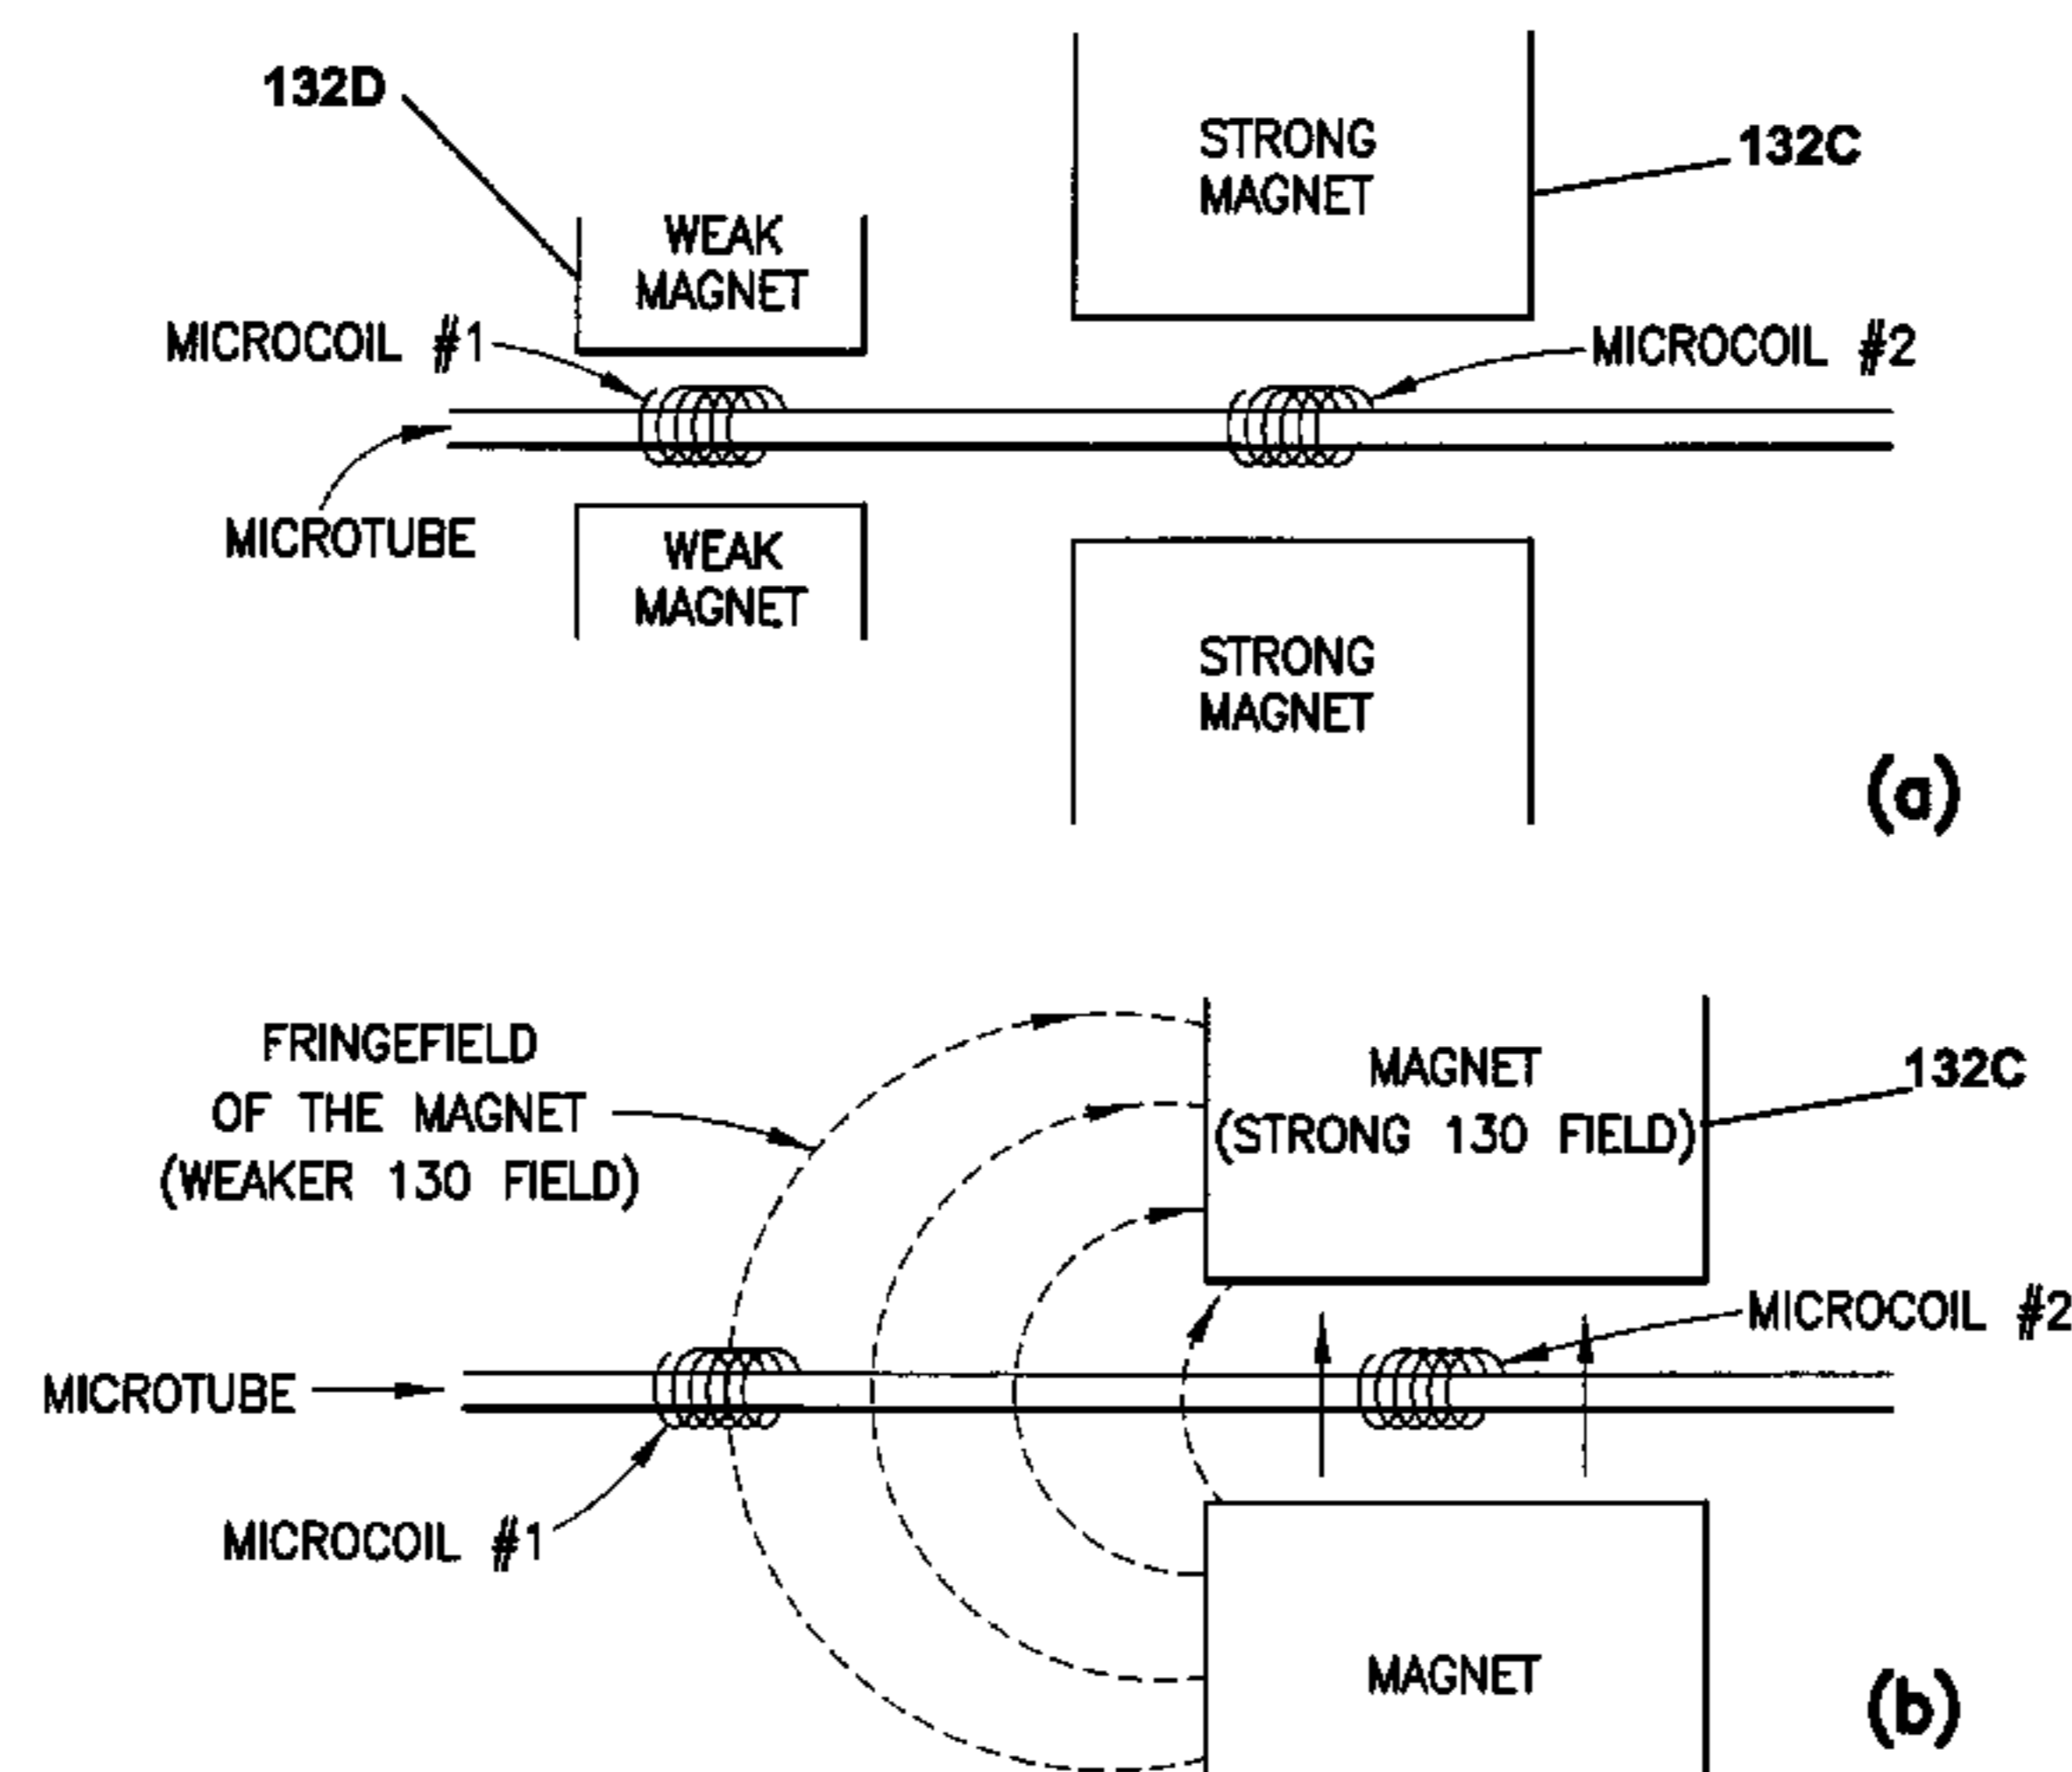 132D
STRONG
MAGNET
132C
WEAK
MAGNET
MICROCOIL #1
MICROCOIL #2
MICROTUBE
WEAK
MAGNET
STRONG
MAGNET
(a)
FRINGEFIELD
OF THE MAGNET
(WEAKER 130 FIELD)
MAGNET
(STRONG 130 FIELD)
132C
MICROCOIL #2
MICROTUBE
MICROCOIL #1
MAGNET
(b)